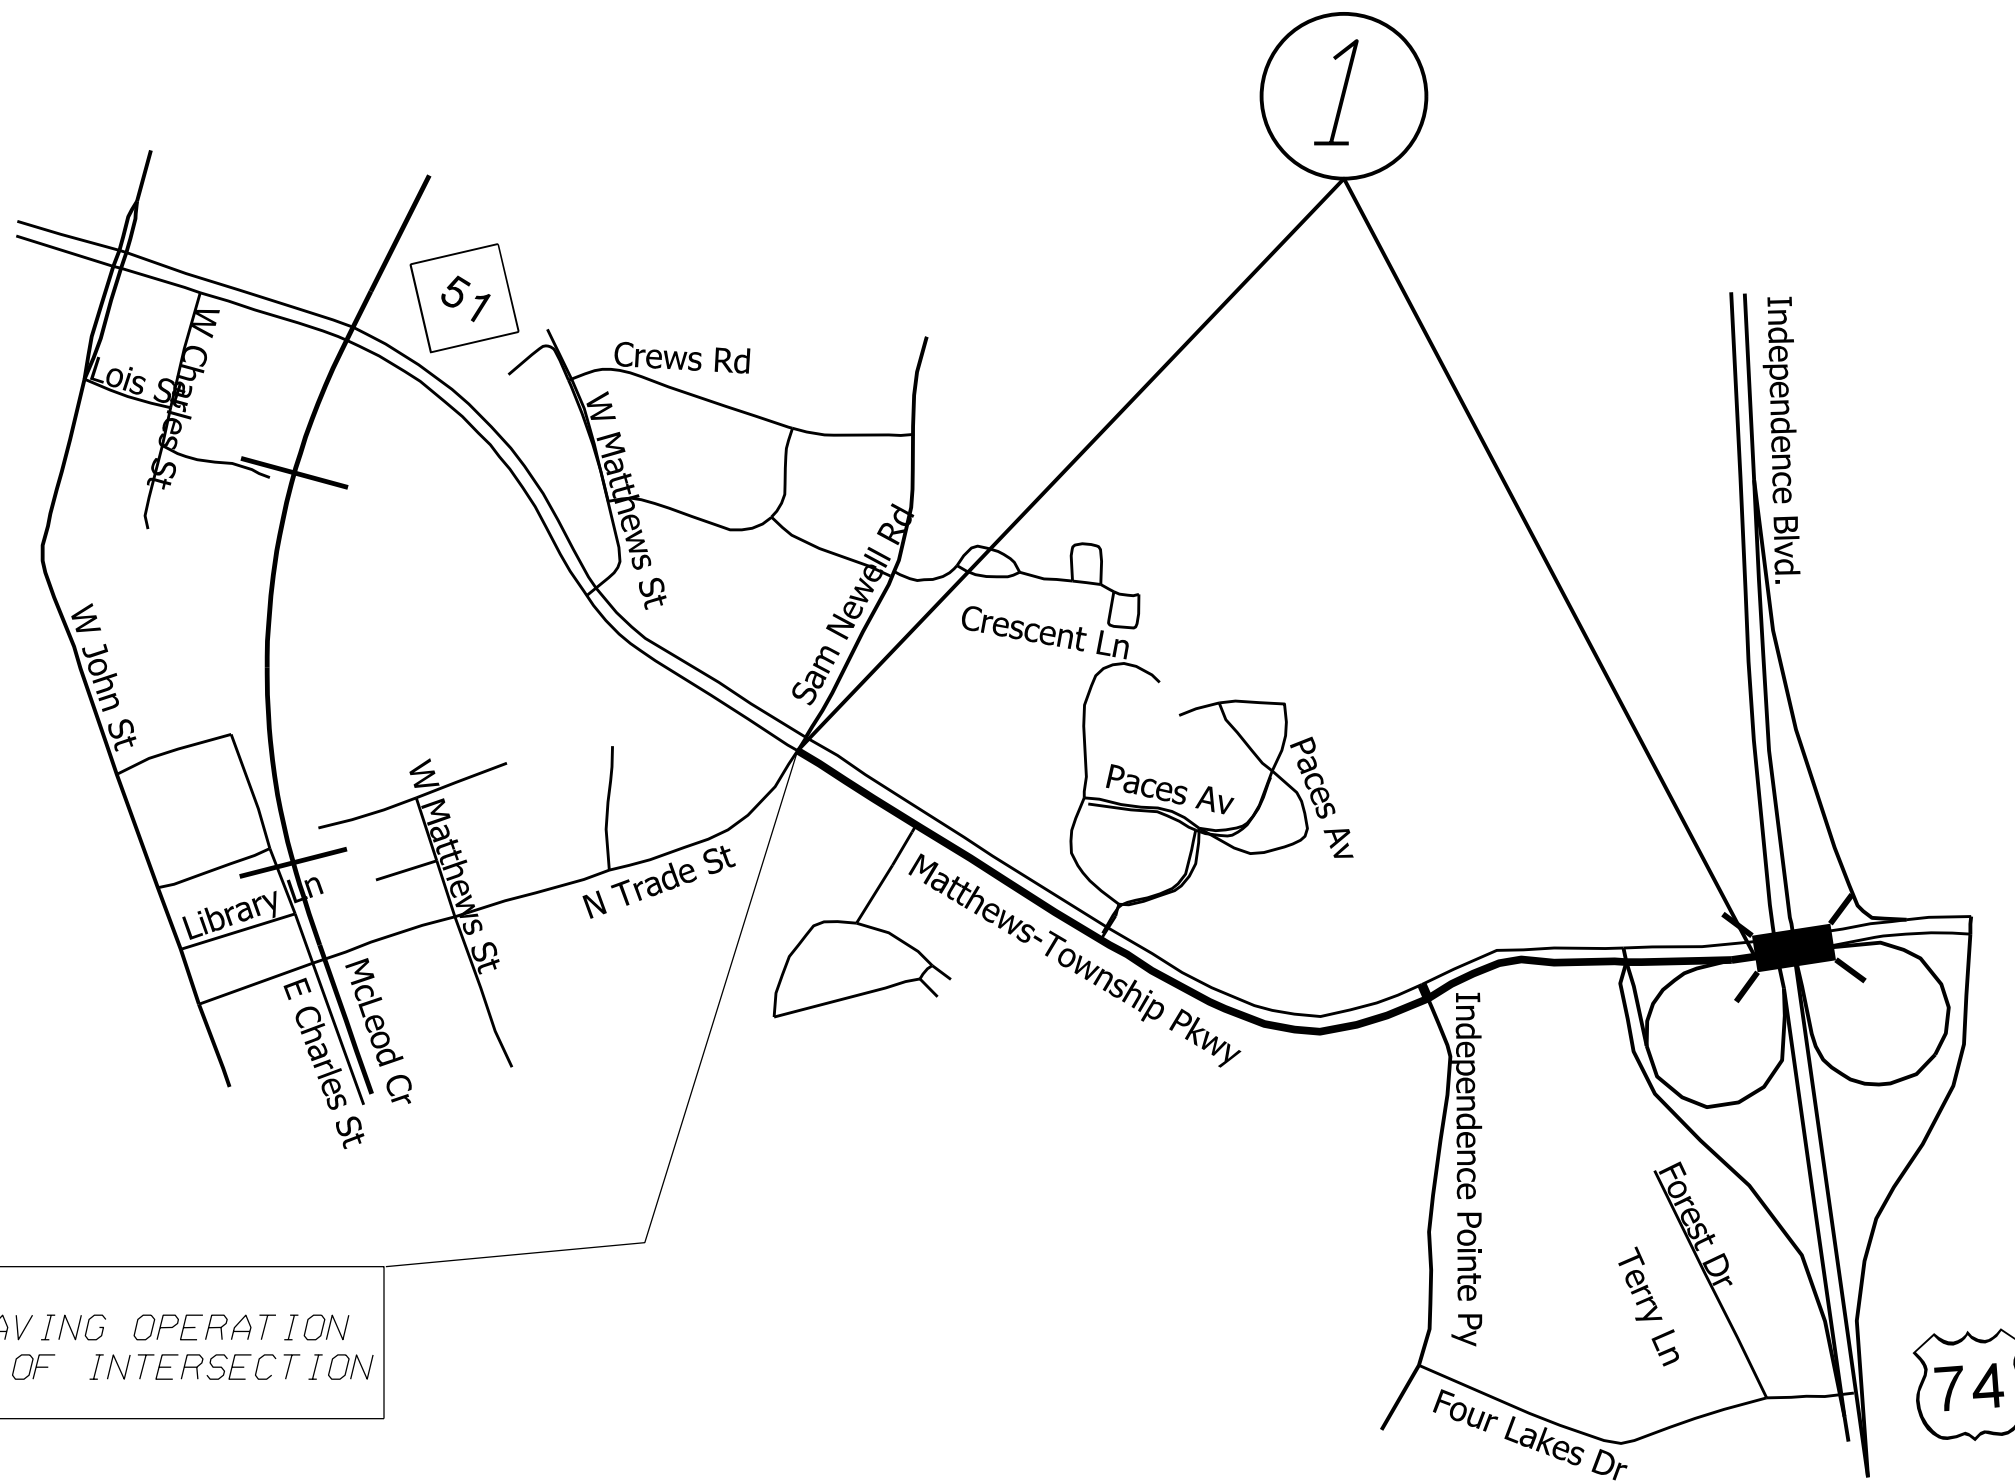 1
51
Crews Rd
W Charles St
Lois St
W Matthews St
Independence Blvd.
Sam Newell Rd
Crescent Ln
W John St
Paces Av
Paces Av
W Matthews St
N Trade St
Library Ln
Matthews-Township Pkwy
McLeod Cr
E Charles St
Independence Pointe Py
Forest Dr
Terry Ln
OPERATION
OF INTERSECTION
74
Four Lakes Dr